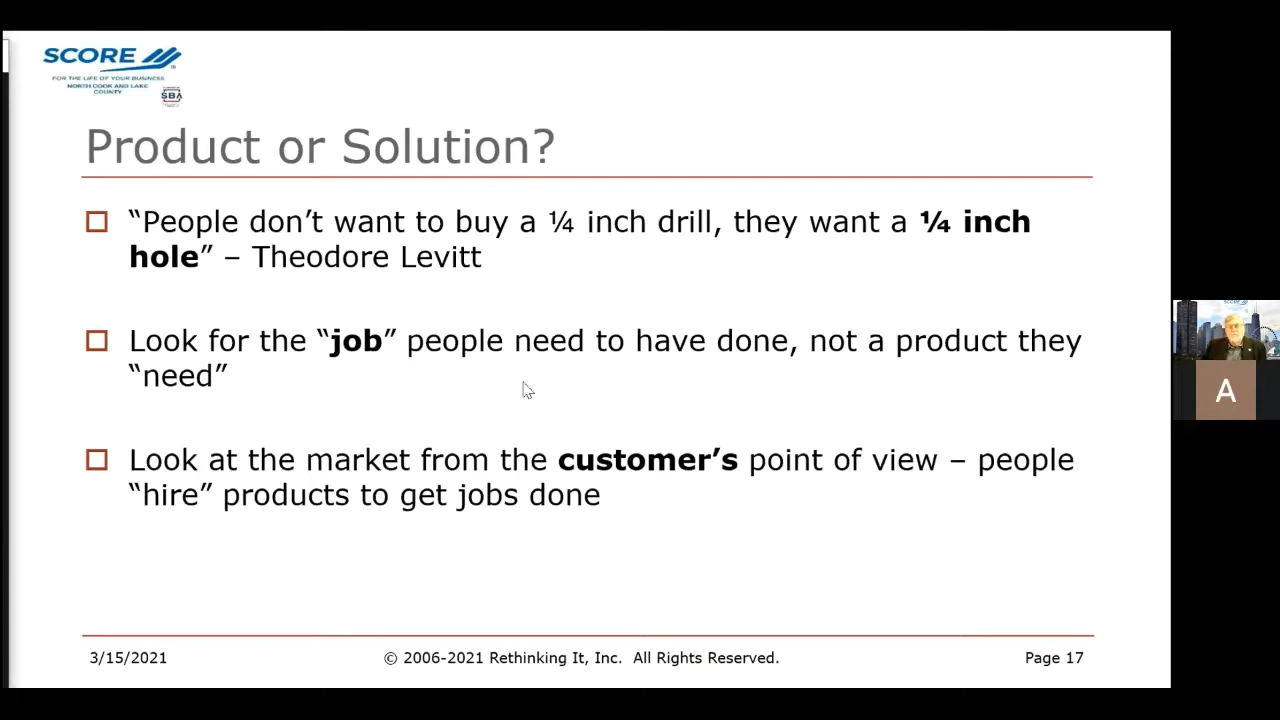 SCORE
FOR THE LIFE OF YOUR BUSINESS
NORTH COOK AND LAKE
COUNTY
SBA
Product or Solution?
“People don’t want to buy a ¼ inch drill, they want a ¼ inch
hole” – Theodore Levitt
Look for the “job” people need to have done, not a product they
“need”
Look at the market from the customer’s point of view – people
“hire” products to get jobs done
3/15/2021
© 2006-2021 Rethinking It, Inc.  All Rights Reserved.
Page 17
SCORE
A